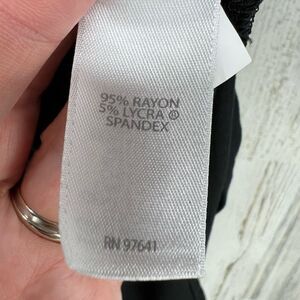 95% RAYON
5% LYCRA ®
SPANDEX
RN 97641